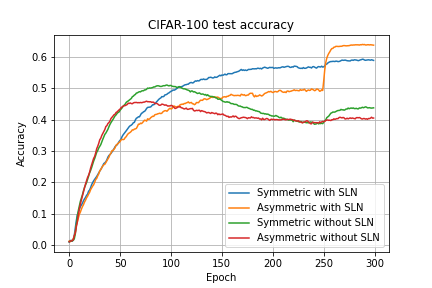 CIFAR-100 test accuracy
Accuracy
0.6
0.5
0.4
0.3
0.2
0.1
0.0
Symmetric with SLN
Asymmetric with SLN
Symmetric without SLN
Asymmetric without SLN
0 50 100 150 200 250 300
Epoch